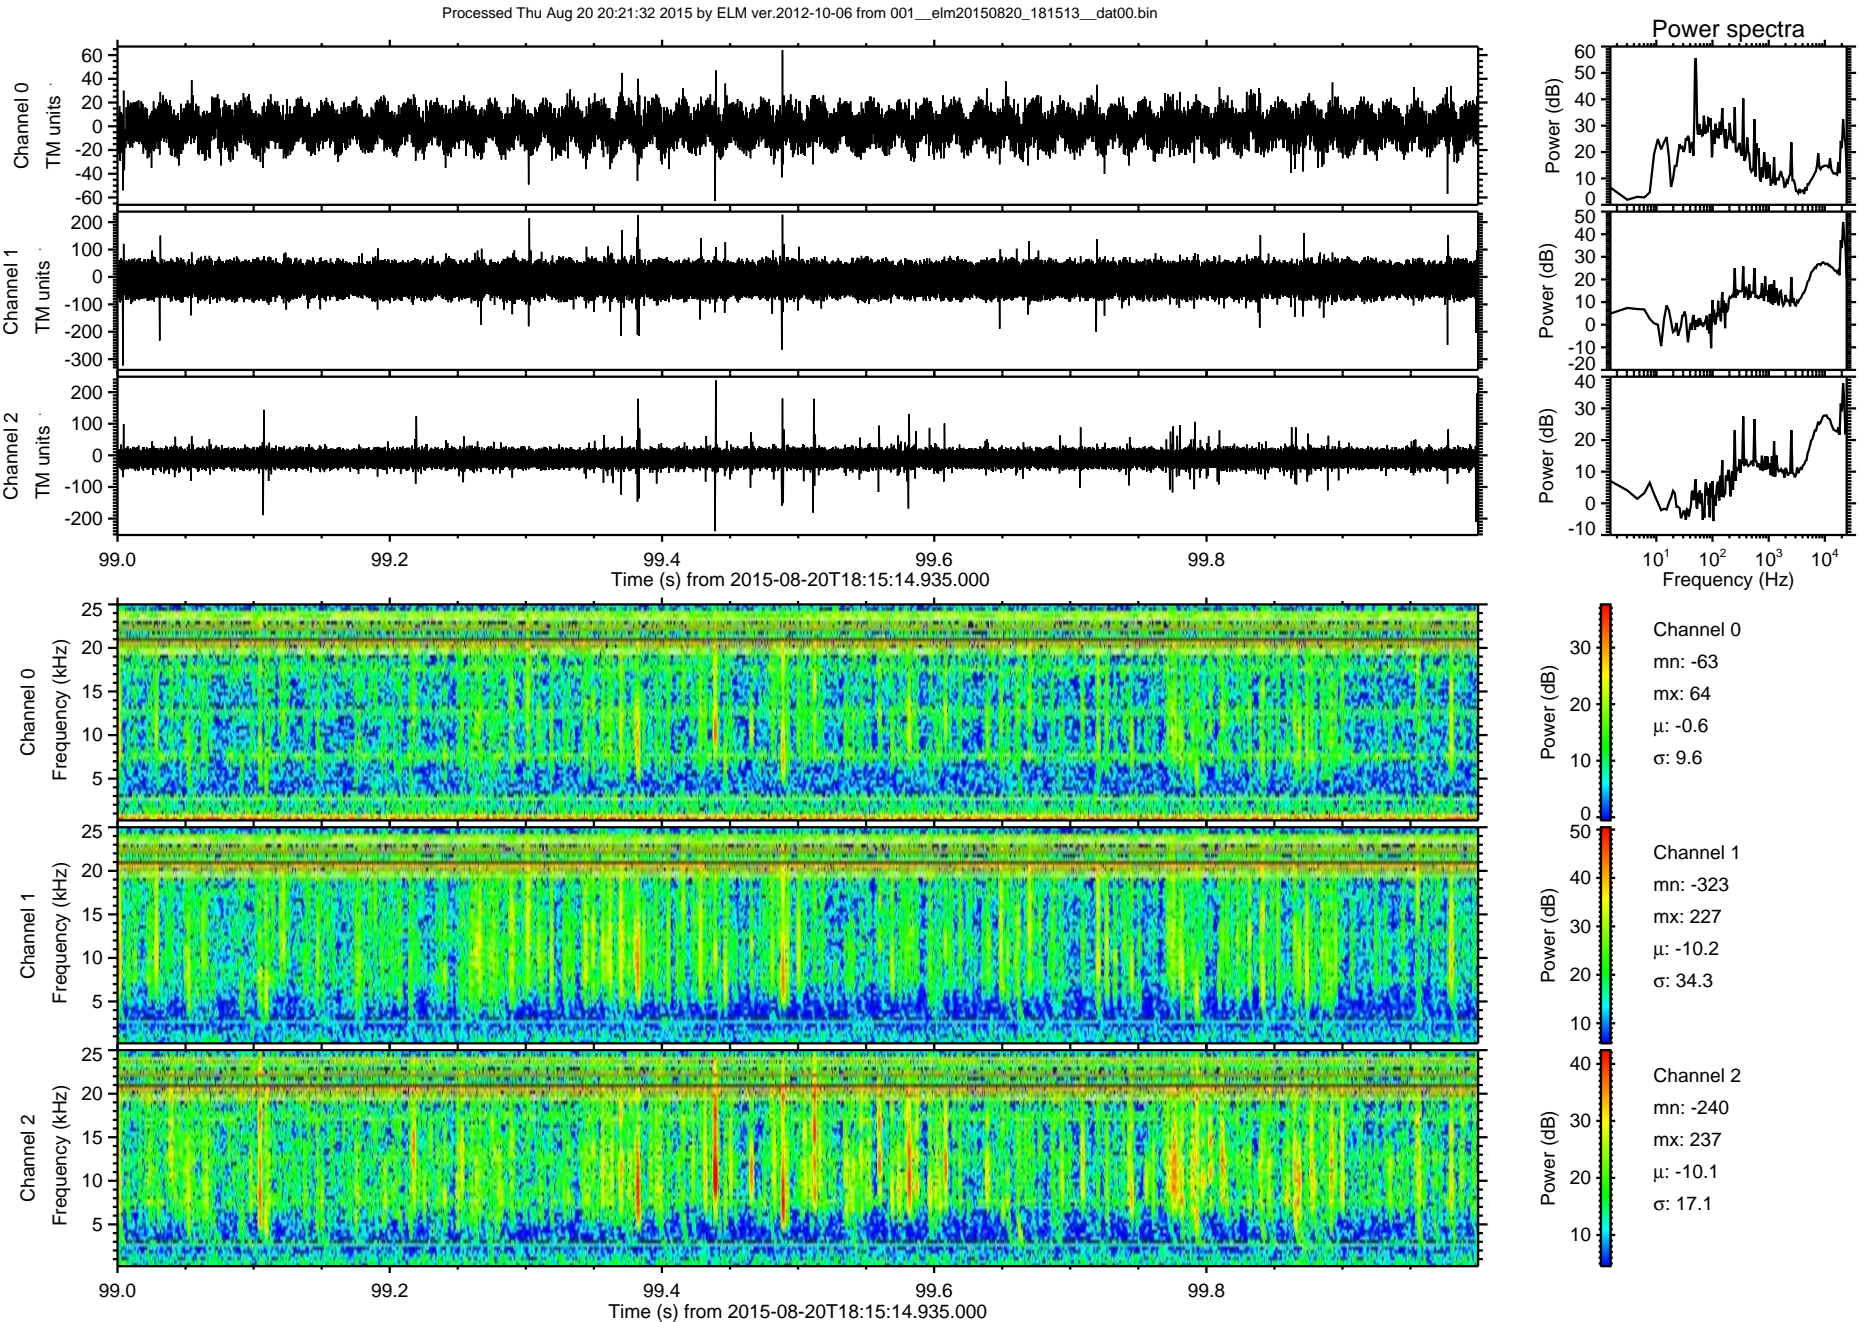 Processed Thu Aug 20 20:21:32 2015 by ELM ver.2012-10-06 from 001__elm20150820_181513__dat00.bin
Power spectra
Channel 0
TM units
60
40
20
0
-20
-40
-60
Power (dB)
60
50
40
30
20
10
0
Channel 1
TM units
200
100
0
-100
-200
-300
Power (dB)
50
40
30
20
10
0
-10
-20
Channel 2
TM units
200
100
0
-100
-200
Power (dB)
40
30
20
10
0
-10
99.0 99.2 99.4 99.6 99.8
Time (s) from 2015-08-20T18:15:14.935.000
10¹ 10² 10³ 10⁴
Frequency (Hz)
Channel 0
Frequency (kHz)
25
20
15
10
5
Power (dB)
30
20
10
0
Channel 0
mn: -63
mx: 64
μ: -0.6
σ: 9.6
Channel 1
Frequency (kHz)
25
20
15
10
5
Power (dB)
50
40
30
20
10
Channel 1
mn: -323
mx: 227
μ: -10.2
σ: 34.3
Channel 2
Frequency (kHz)
25
20
15
10
5
Power (dB)
40
30
20
10
Channel 2
mn: -240
mx: 237
μ: -10.1
σ: 17.1
99.0 99.2 99.4 99.6 99.8
Time (s) from 2015-08-20T18:15:14.935.000